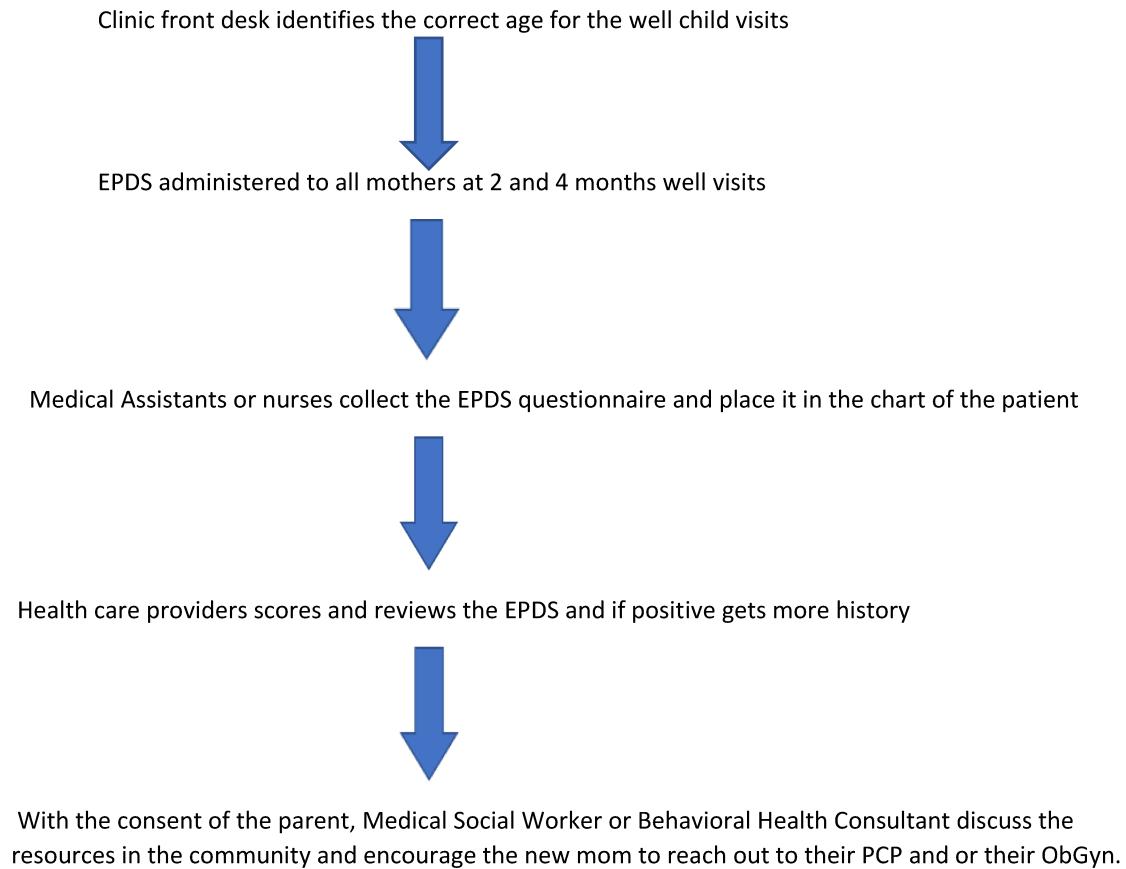 Clinic front desk identifies the correct age for the well child visits
EPDS administered to all mothers at 2 and 4 months well visits
Medical Assistants or nurses collect the EPDS questionnaire and place it in the chart of the patient
Health care providers scores and reviews the EPDS and if positive gets more history
With the consent of the parent, Medical Social Worker or Behavioral Health Consultant discuss the
resources in the community and encourage the new mom to reach out to their PCP and or their ObGyn.